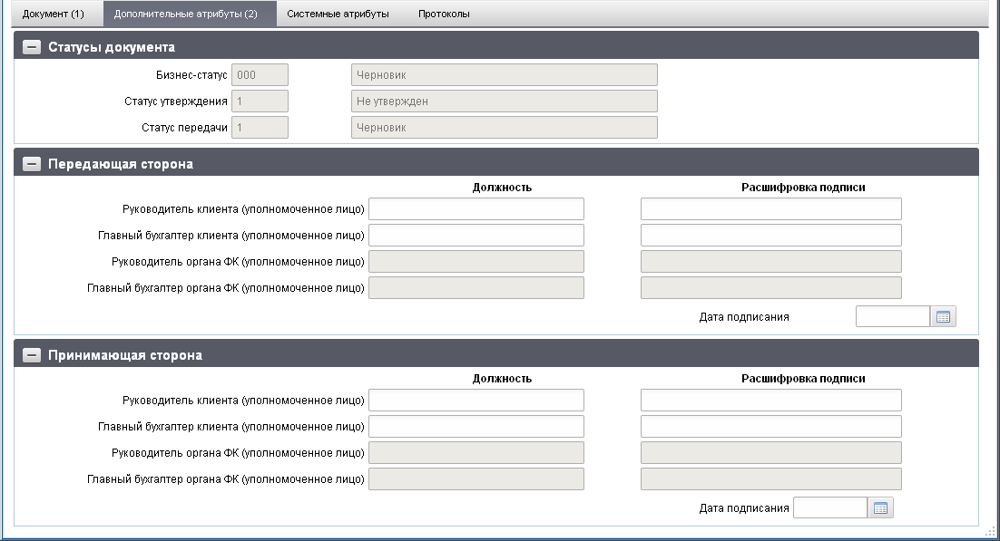 Документ (1) Дополнительные атрибуты (2) Системные атрибуты Протоколы
Статусы документа
Бизнес-статус 000 Черновик
Статус утверждения 1 Не утвержден
Статус передачи 1 Черновик
Передающая сторона
Должность Расшифровка подписи
Руководитель клиента (уполномоченное лицо)
Главный бухгалтер клиента (уполномоченное лицо)
Руководитель органа ФК (уполномоченное лицо)
Главный бухгалтер органа ФК (уполномоченное лицо)
Дата подписания
Принимающая сторона
Должность Расшифровка подписи
Руководитель клиента (уполномоченное лицо)
Главный бухгалтер клиента (уполномоченное лицо)
Руководитель органа ФК (уполномоченное лицо)
Главный бухгалтер органа ФК (уполномоченное лицо)
Дата подписания